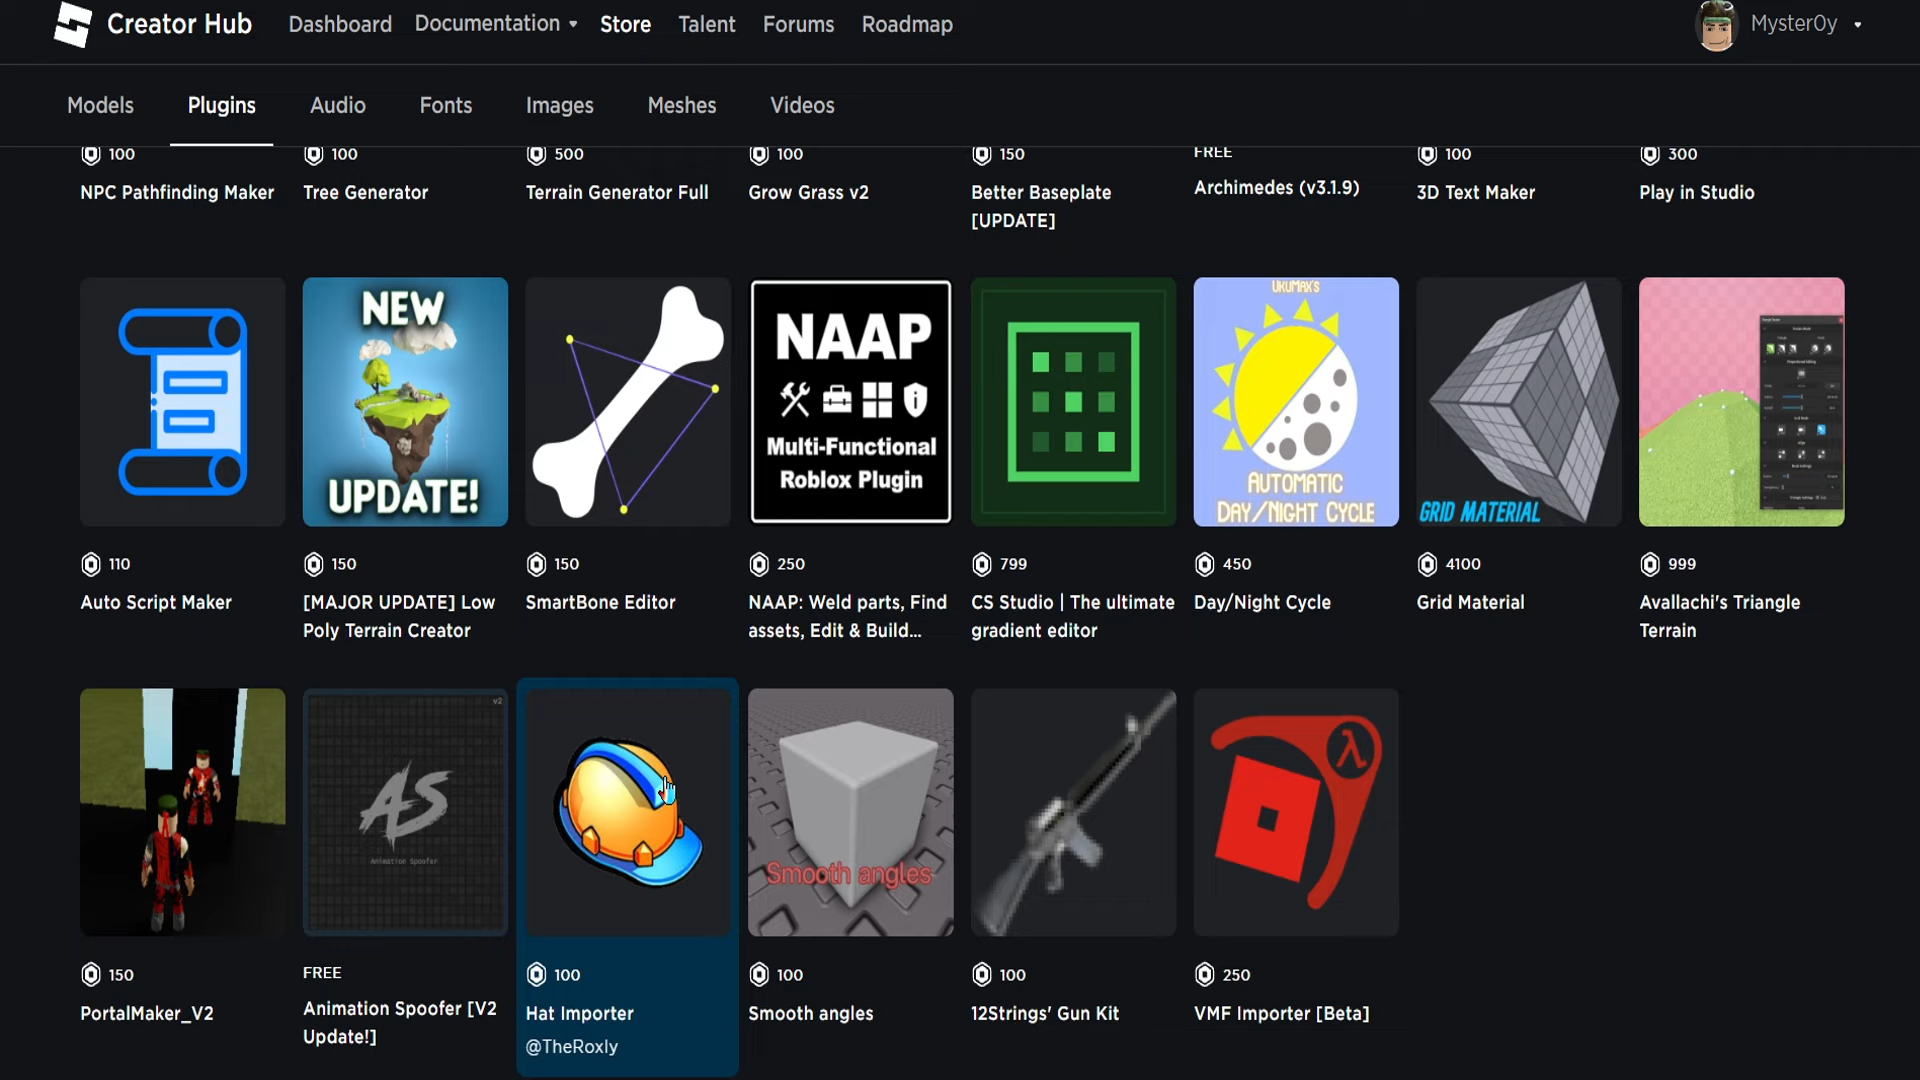 Creator Hub
Dashboard
Documentation
Store
Talent
Forums
Roadmap
Myster0y
Models
Plugins
Audio
Fonts
Images
Meshes
Videos
100
NPC Pathfinding Maker
100
Tree Generator
500
Terrain Generator Full
100
Grow Grass v2
150
Better Baseplate
[UPDATE]
FREE
Archimedes (v3.1.9)
100
3D Text Maker
300
Play in Studio
NEW
UPDATE!
NAAP
Multi-Functional
Roblox Plugin
UKUMAX'S
AUTOMATIC
DAY/NIGHT CYCLE
GRID MATERIAL
110
Auto Script Maker
150
[MAJOR UPDATE] Low
Poly Terrain Creator
150
SmartBone Editor
250
NAAP: Weld parts, Find
assets, Edit & Build...
799
CS Studio | The ultimate
gradient editor
450
Day/Night Cycle
4100
Grid Material
999
Avallachi's Triangle
Terrain
v2
AS
Animation Spoofer
Smooth angles
150
PortalMaker_V2
FREE
Animation Spoofer [V2
Update!]
100
Hat Importer
@TheRoxly
100
Smooth angles
100
12Strings' Gun Kit
250
VMF Importer [Beta]